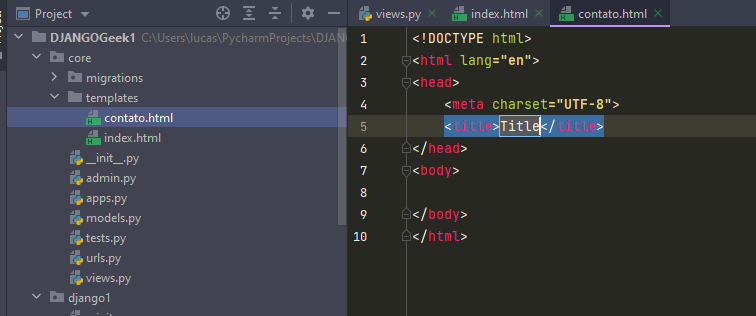 Project
views.py
index.html
contato.html
DJANGOGeek1 C:\Users\lucas\PycharmProjects\DJAN
core
migrations
templates
contato.html
index.html
__init__.py
admin.py
apps.py
models.py
tests.py
urls.py
views.py
django1
1 <!DOCTYPE html>
2 <html lang="en">
3 <head>
4 <meta charset="UTF-8">
5 <title>Title</title>
6 </head>
7 <body>
8
9 </body>
10 </html>